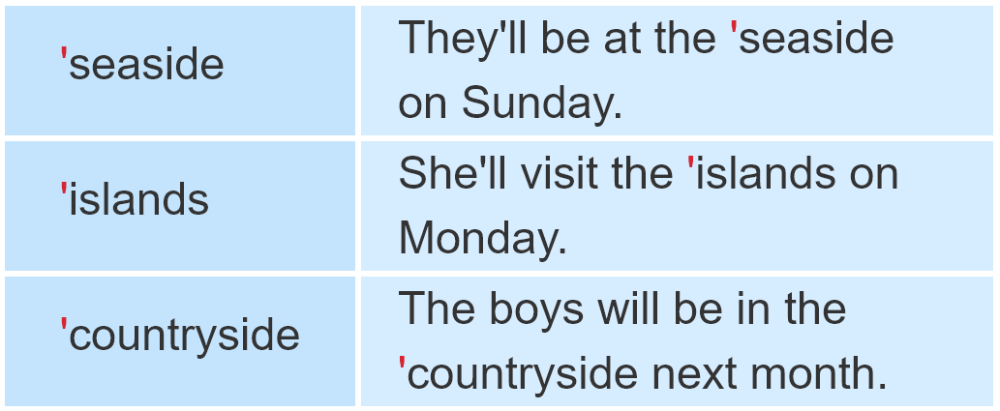 'seaside
They'll be at the 'seaside
on Sunday.
'islands
She'll visit the 'islands on
Monday.
'countryside
The boys will be in the
'countryside next month.